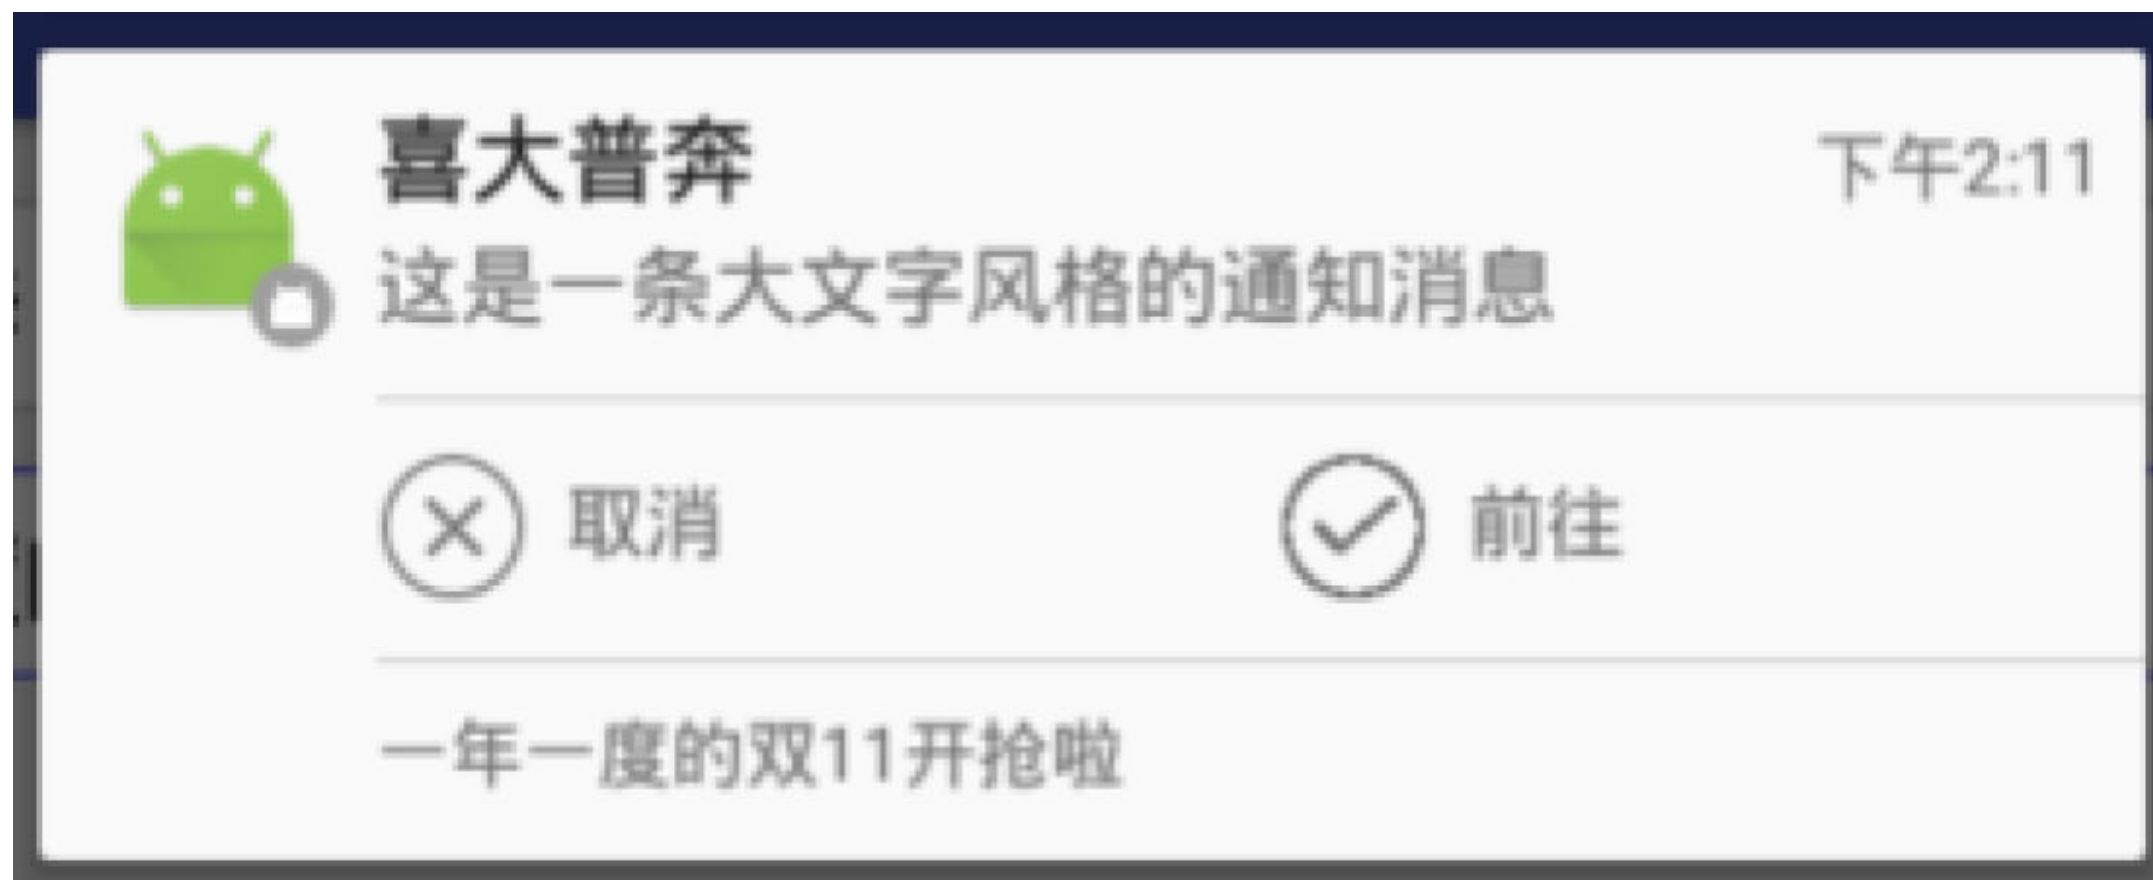 喜大普奔
下午2:11
这是一条大文字风格的通知消息
取消
前往
一年一度的双11开抢啦